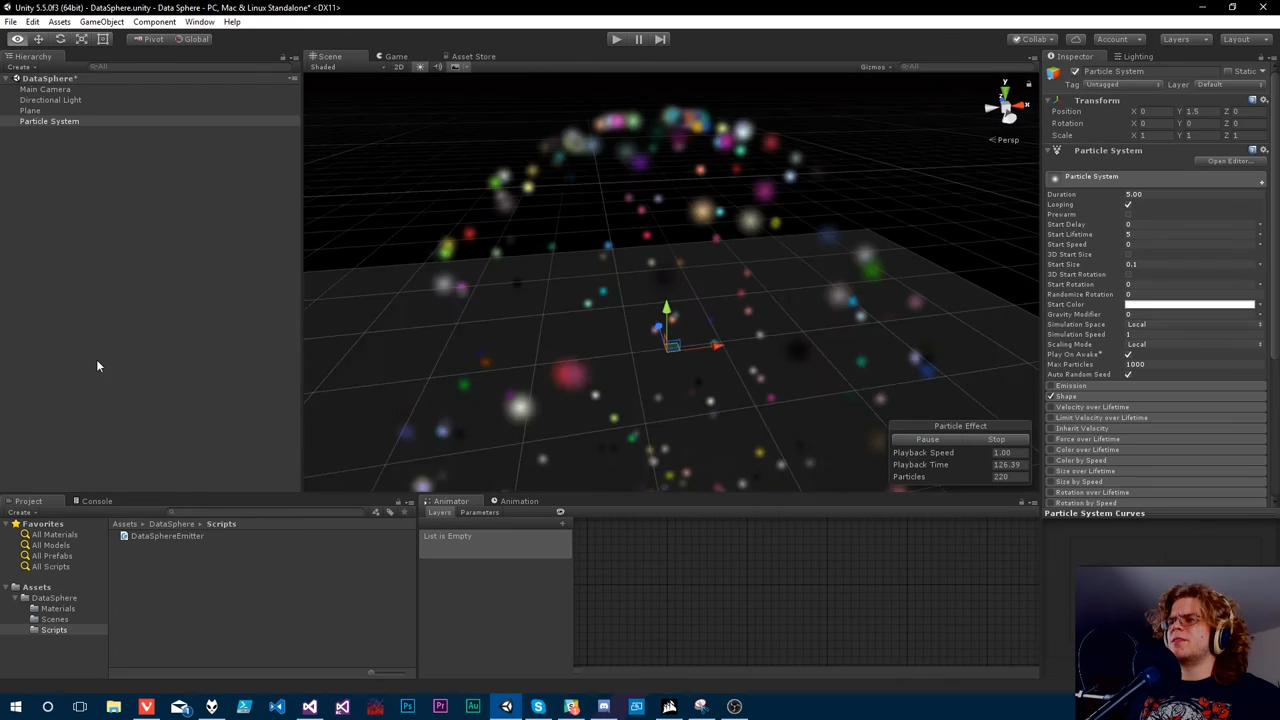 Unity 5.5.0f3 (64bit) - DataSphere.unity - Data Sphere - PC, Mac & Linux Standalone* <DX11>
File Edit Assets GameObject Component Window Help
Pivot Global Collab Account Layers Layout
Hierarchy
Create All
DataSphere*
Main Camera
Directional Light
Plane
Particle System
Scene Game Asset Store
Shaded 2D Gizmos All
y
x
z
Persp
Particle Effect
Pause Stop
Playback Speed 1.00
Playback Time 126.39
Particles 220
Inspector Lighting
Particle System Static
Tag Untagged Layer Default
Transform
Position X 0 Y 1.5 Z 0
Rotation X 0 Y 0 Z 0
Scale X 1 Y 1 Z 1
Particle System
Open Editor...
Particle System
Duration 5.00
Looping
Prewarm
Start Delay 0
Start Lifetime 5
Start Speed 0
3D Start Size
Start Size 0.1
3D Start Rotation
Start Rotation 0
Randomize Rotation 0
Start Color
Gravity Modifier 0
Simulation Space Local
Simulation Speed 1
Scaling Mode Local
Play On Awake*
Max Particles 1000
Auto Random Seed
Emission
Shape
Velocity over Lifetime
Limit Velocity over Lifetime
Inherit Velocity
Force over Lifetime
Color over Lifetime
Color by Speed
Size over Lifetime
Size by Speed
Rotation over Lifetime
Rotation by Speed
Particle System Curves
Project Console
Create
Favorites
All Materials
All Models
All Prefabs
All Scripts
Assets
DataSphere
Materials
Scenes
Scripts
Assets DataSphere Scripts
DataSphereEmitter
Animator Animation
Layers Parameters
List is Empty